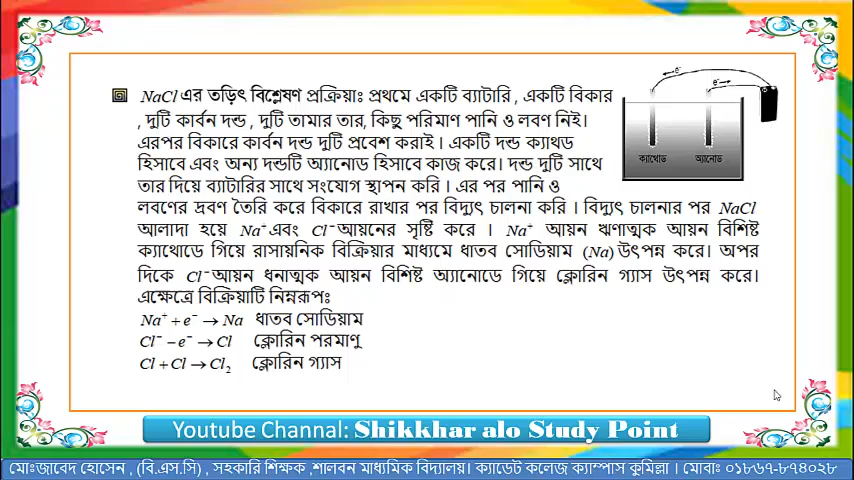 NaCl এর তড়িৎ বিশ্লেষণ প্রক্রিয়াঃ প্রথমে একটি ব্যাটারি , একটি বিকার
, দুটি কার্বন দন্ড , দুটি তামার তার, কিছু পরিমাণ পানি ও লবণ নিই।
এরপর বিকারে কার্বন দন্ড দুটি প্রবেশ করাই । একটি দন্ড ক্যাথড
হিসাবে এবং অন্য দন্ডটি অ্যানোড হিসাবে কাজ করে। দন্ড দুটি সাথে
তার দিয়ে ব্যাটারির সাথে সংযোগ স্থাপন করি । এর পর পানি ও
লবণের দ্রবণ তৈরি করে বিকারে রাখার পর বিদ্যুৎ চালনা করি । বিদ্যুৎ চালনার পর NaCl
আলাদা হয়ে Na⁺ এবং Cl⁻ আয়নের সৃষ্টি করে । Na⁺ আয়ন ঋণাত্মক আয়ন বিশিষ্ট
ক্যাথোডে গিয়ে রাসায়নিক বিক্রিয়ার মাধ্যমে ধাতব সোডিয়াম (Na) উৎপন্ন করে। অপর
দিকে Cl⁻ আয়ন ধনাত্মক আয়ন বিশিষ্ট অ্যানোডে গিয়ে ক্লোরিন গ্যাস উৎপন্ন করে।
এক্ষেত্রে বিক্রিয়াটি নিম্নরূপঃ
Na⁺ + e⁻ → Na ধাতব সোডিয়াম
Cl⁻ − e⁻ → Cl ক্লোরিন পরমাণু
Cl + Cl → Cl₂ ক্লোরিন গ্যাস
e⁻
e⁻
ক্যাথোড অ্যানোড
Youtube Channel: Shikkhar alo Study Point
মোঃজাবেদ হোসেন , (বি.এস.সি) , সহকারি শিক্ষক ,শালবন মাধ্যমিক বিদ্যালয়। ক্যাডেট কলেজ ক্যাম্পাস কুমিল্লা । মোবাঃ ০১৮৬৭-৮৭৪০২৮